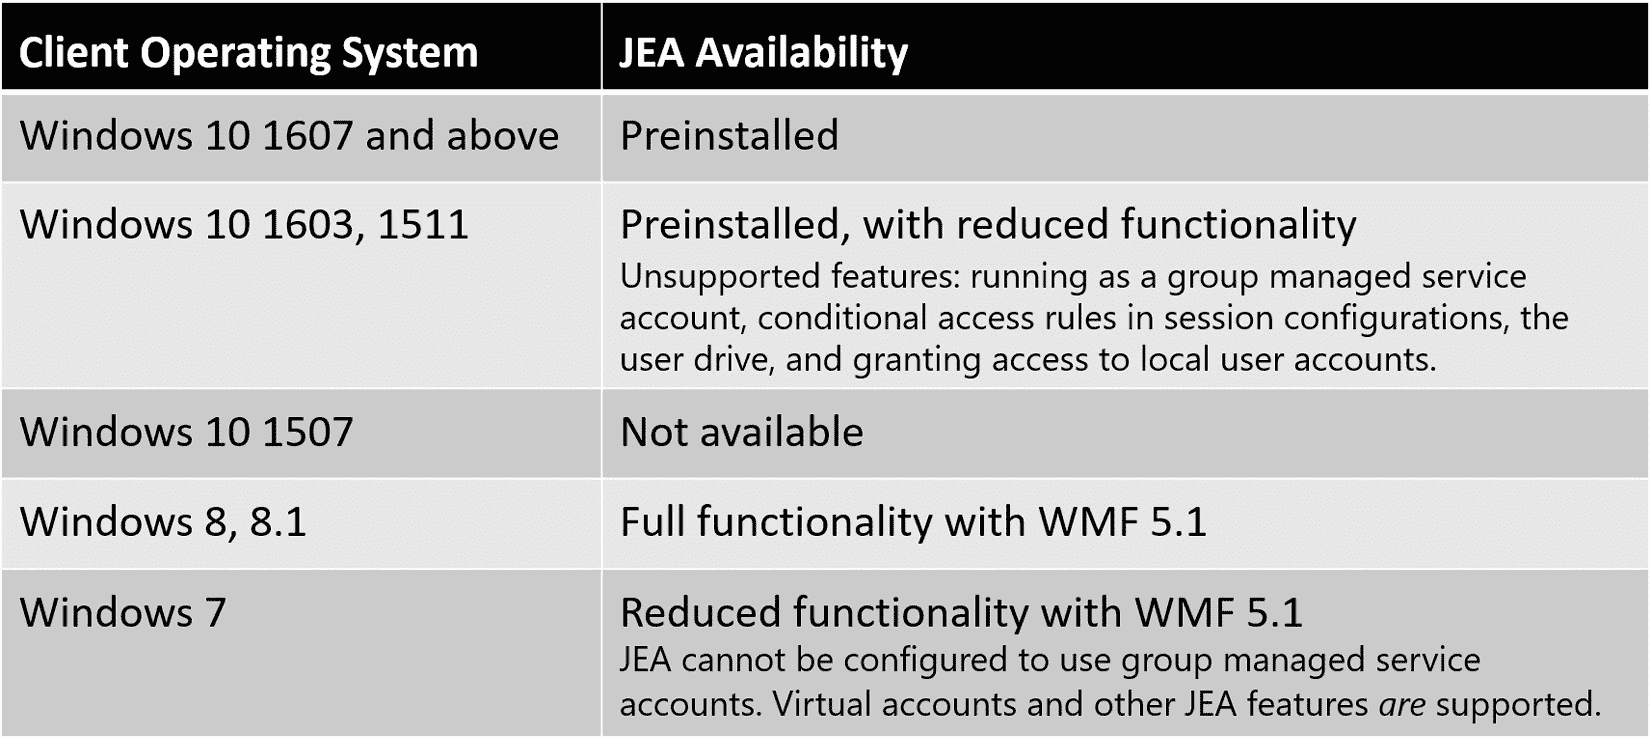 Client Operating System
JEA Availability
Windows 10 1607 and above
Preinstalled
Windows 10 1603, 1511
Preinstalled, with reduced functionality
Unsupported features: running as a group managed service
account, conditional access rules in session configurations, the
user drive, and granting access to local user accounts.
Windows 10 1507
Not available
Windows 8, 8.1
Full functionality with WMF 5.1
Windows 7
Reduced functionality with WMF 5.1
JEA cannot be configured to use group managed service
accounts. Virtual accounts and other JEA features are supported.